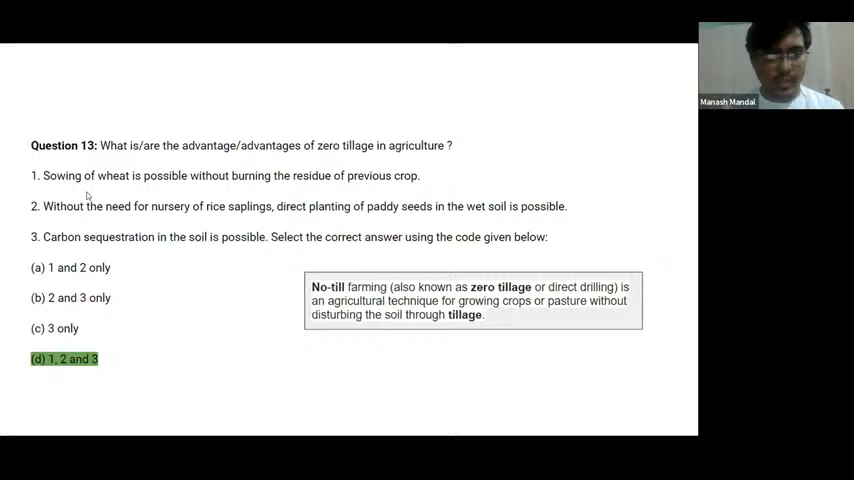 Manash Mandal
Question 13: What is/are the advantage/advantages of zero tillage in agriculture ?
1. Sowing of wheat is possible without burning the residue of previous crop.
2. Without the need for nursery of rice saplings, direct planting of paddy seeds in the wet soil is possible.
3. Carbon sequestration in the soil is possible. Select the correct answer using the code given below:
(a) 1 and 2 only
(b) 2 and 3 only
(c) 3 only
(d) 1, 2 and 3
No-till farming (also known as zero tillage or direct drilling) is
an agricultural technique for growing crops or pasture without
disturbing the soil through tillage.